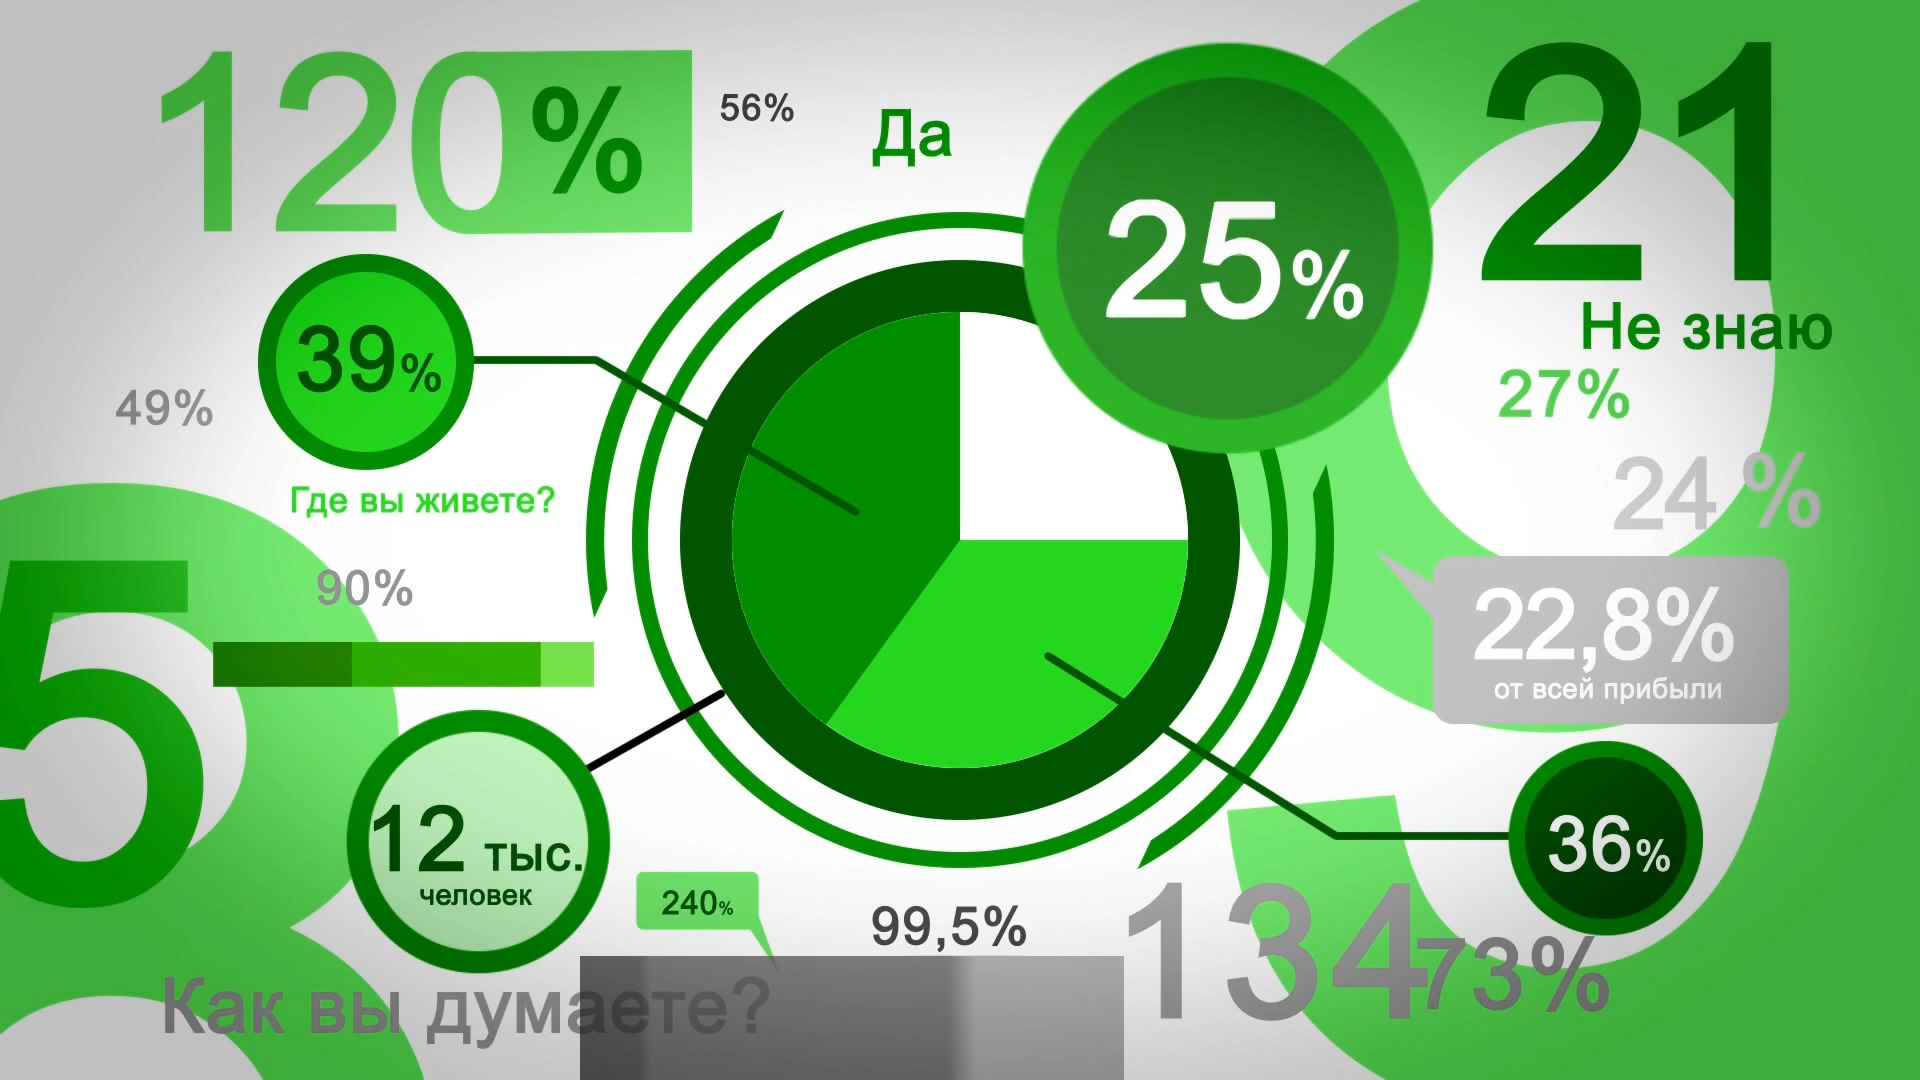 120%
56%
Да
25%
21
Не знаю
39%
27%
49%
24 %
Где вы живете?
90%
22,8%
от всей прибыли
5
12 тыс.
человек
36%
240%
99,5%
134
73%
Как вы думаете?